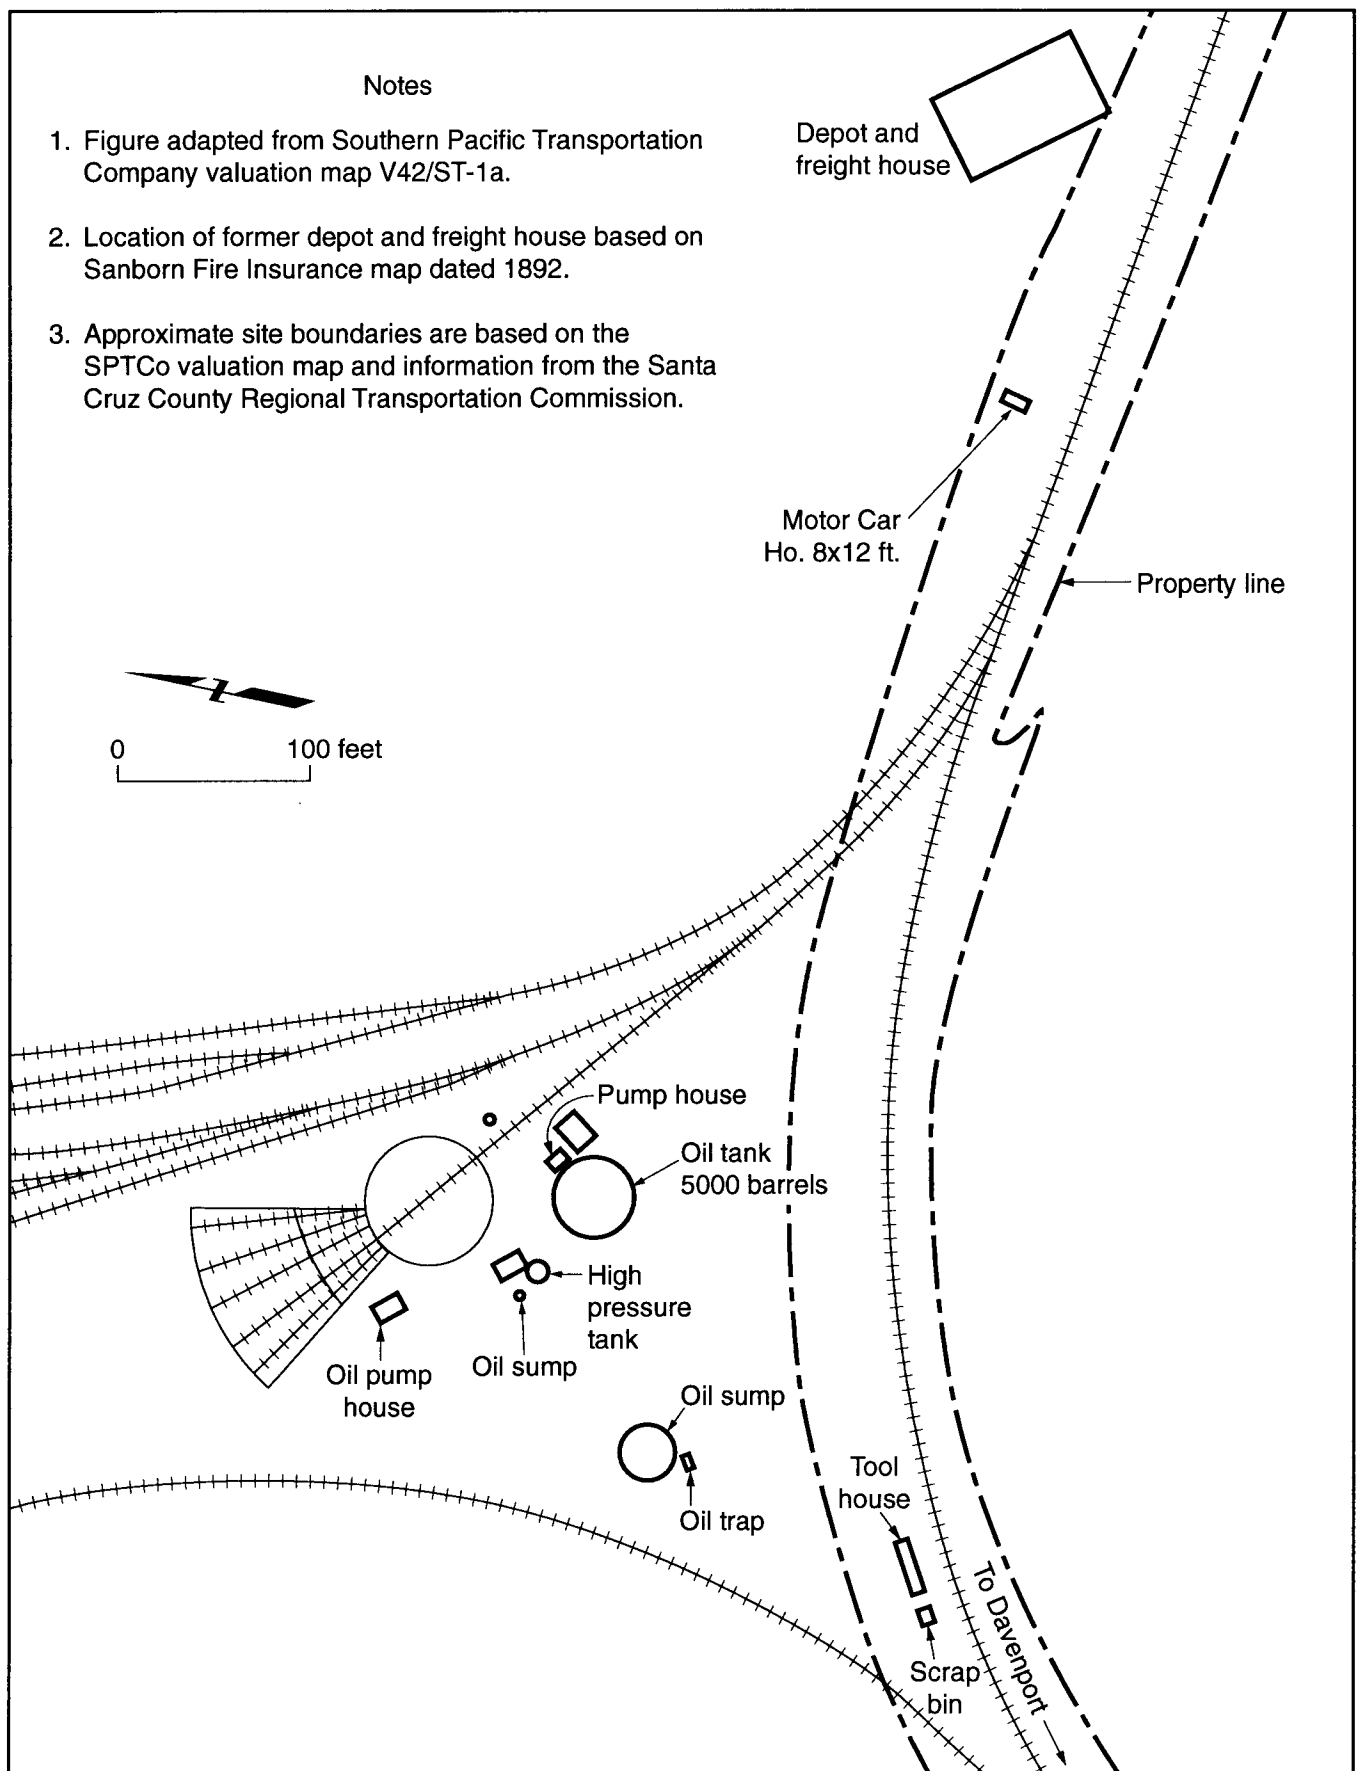 Notes
1. Figure adapted from Southern Pacific Transportation
Company valuation map V42/ST-1a.
2. Location of former depot and freight house based on
Sanborn Fire Insurance map dated 1892.
3. Approximate site boundaries are based on the
SPTCo valuation map and information from the Santa
Cruz County Regional Transportation Commission.
Depot and
freight house
Motor Car
Ho. 8x12 ft.
Property line
Z
0 100 feet
Pump house
Oil tank
5000 barrels
High
pressure
tank
Oil sump
Oil pump
house
Oil sump
Oil trap
Tool
house
To Davenport
Scrap
bin